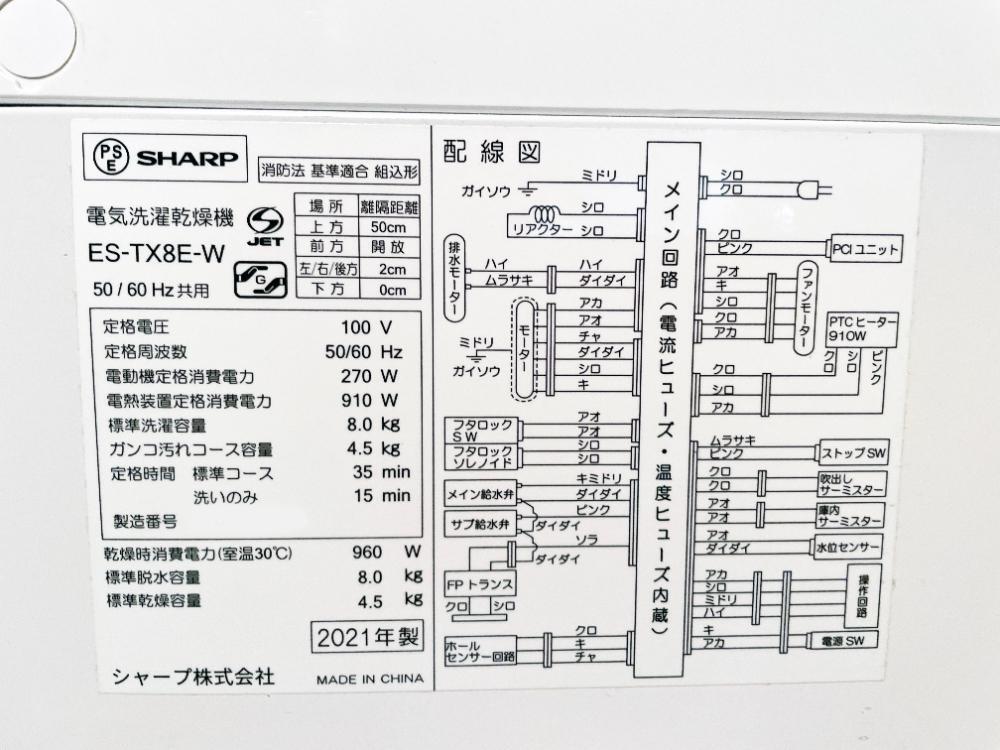 PSE SHARP
消防法 基準適合 組込形
電気洗濯乾燥機
ES-TX8E-W
50/60 Hz共用
JET
G
場所 離隔距離
上方 50cm
前方 開放
左/右/後方 2cm
下方 0cm
定格電圧 100 V
定格周波数 50/60 Hz
電動機定格消費電力 270 W
電熱装置定格消費電力 910 W
標準洗濯容量 8.0 kg
ガンコ汚れコース容量 4.5 kg
定格時間 標準コース 35 min
洗いのみ 15 min
製造番号
乾燥時消費電力(室温30℃) 960 W
標準脱水容量 8.0 kg
標準乾燥容量 4.5 kg
2021年製
シャープ株式会社 MADE IN CHINA
配線図
ミドリ
ガイソウ
シロ
リアクター シロ
排水モーター
ハイ ハイ
ムラサキ ダイダイ
モーター
ミドリ
ガイソウ
アカ
アオ
チャ
ダイダイ
シロ
キ
フタロック
SW
アオ
アオ
フタロック
ソレノイド
シロ
シロ
メイン給水弁
キミドリ
ダイダイ
サブ給水弁
ピンク
ダイダイ
ソラ
ダイダイ
FPトランス
クロ シロ
ホール
センサー回路
クロ
キ
チャ
メイン回路(電流ヒューズ・温度ヒューズ内蔵)
シロ
クロ
クロ
ピンク
PCIユニット
アオ
キ
シロ
クロ
アカ
ファンモーター
PTCヒーター
910W
クロ
シロ
ピンク
クロ
シロ
アカ
ムラサキ
ピンク
ストップSW
クロ
クロ
吹出し
サーミスター
アオ
アオ
庫内
サーミスター
アオ
ダイダイ
水位センサー
アカ
シロ
ミドリ
ハイ
操作回路
キ
アカ
電源SW